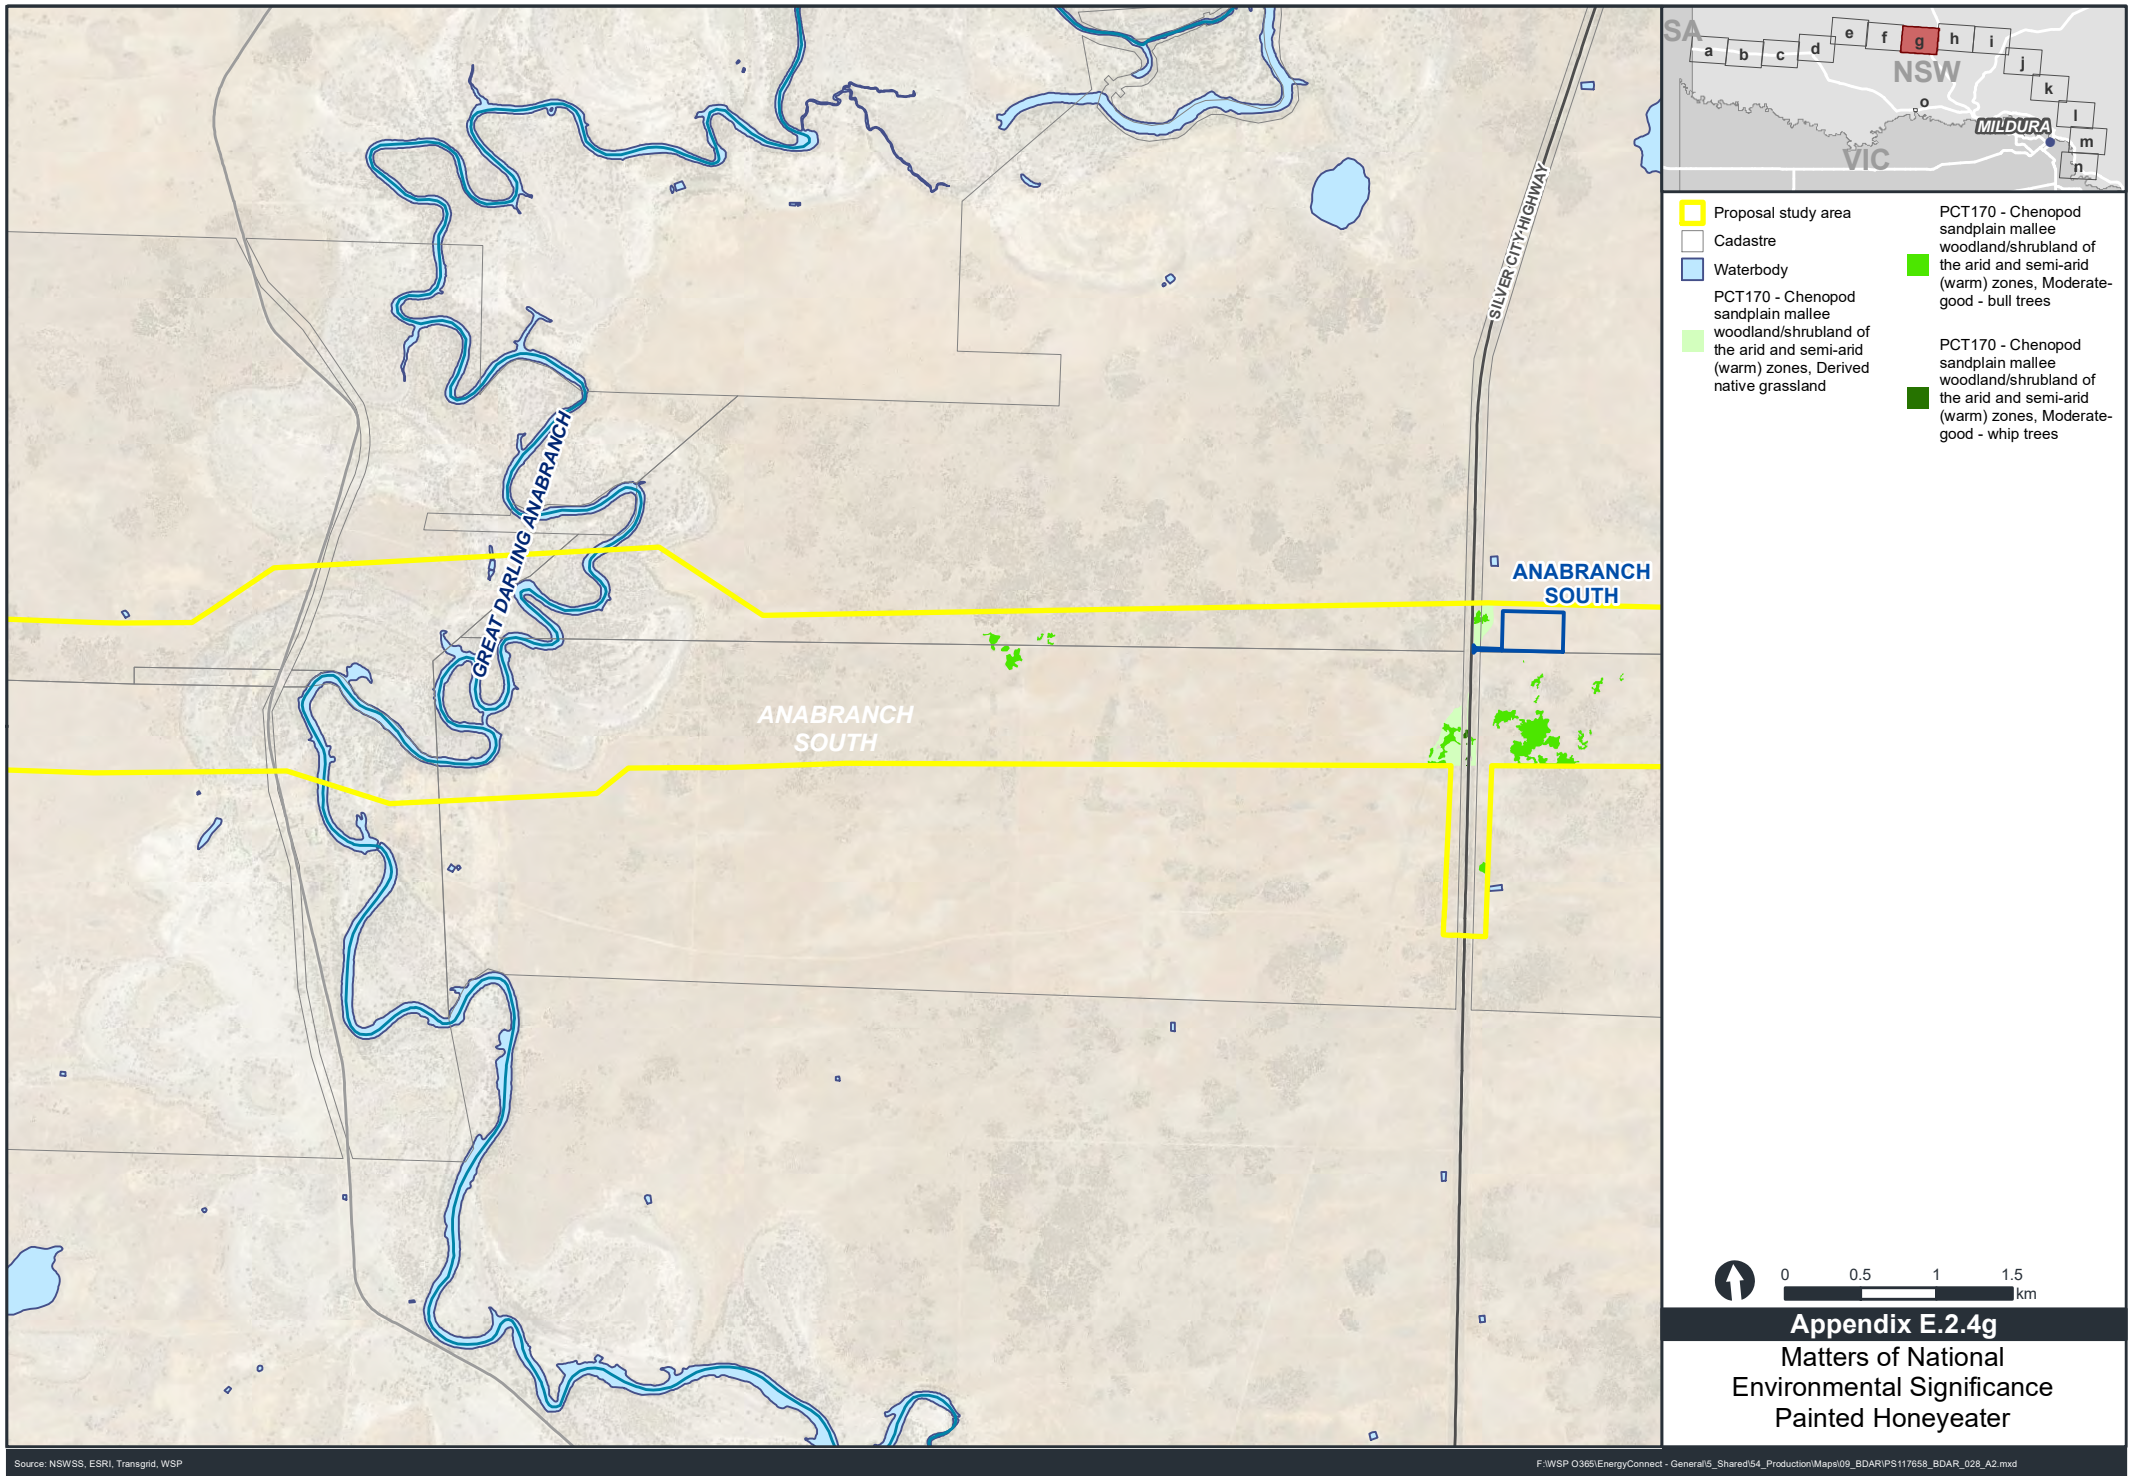 SILVER CITY HIGHWAY
GREAT DARLING ANABRANCH
ANABRANCH
SOUTH
ANABRANCH
SOUTH
SA
a
b
c
d
e
f
g
h
i
j
k
l
m
n
o
NSW
MILDURA
VIC
Proposal study area
Cadastre
Waterbody
PCT170 - Chenopod
sandplain mallee
woodland/shrubland of
the arid and semi-arid
(warm) zones, Derived
native grassland
PCT170 - Chenopod
sandplain mallee
woodland/shrubland of
the arid and semi-arid
(warm) zones, Moderate-
good - bull trees
PCT170 - Chenopod
sandplain mallee
woodland/shrubland of
the arid and semi-arid
(warm) zones, Moderate-
good - whip trees
0 0.5 1 1.5
km
Appendix E.2.4g
Matters of National
Environmental Significance
Painted Honeyeater
Source: NSWSS, ESRI, Transgrid, WSP
F:\WSP O365\EnergyConnect - General\5_Shared\54_Production\Maps\09_BDAR\PS117658_BDAR_028_A2.mxd